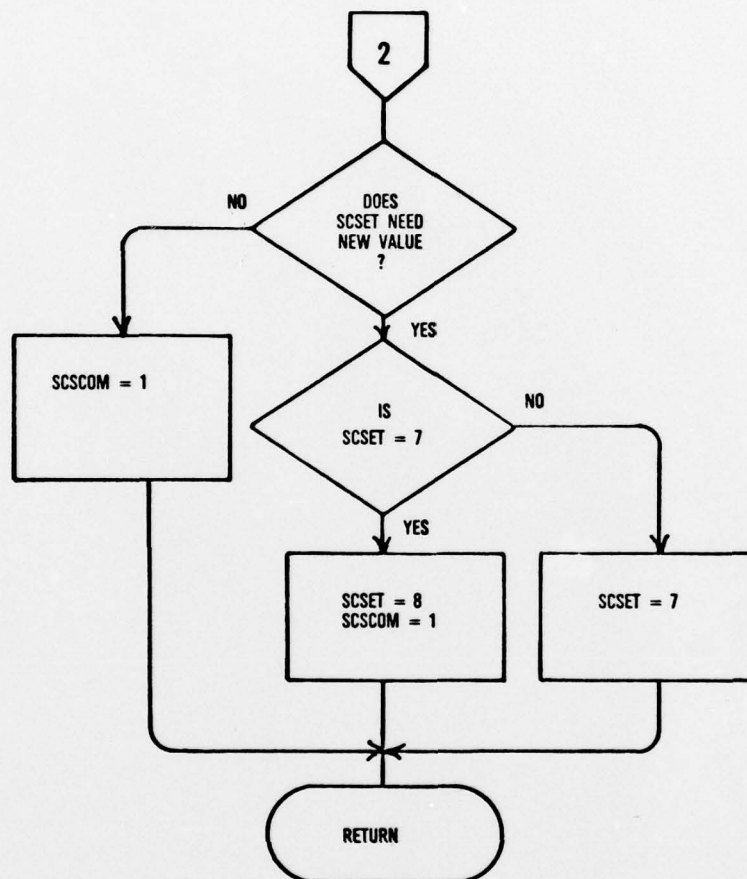 2
DOES
SCSET NEED
NEW VALUE
?
NO
YES
SCSCOM = 1
IS
SCSET = 7
NO
YES
SCSET = 8
SCSCOM = 1
SCSET = 7
RETURN